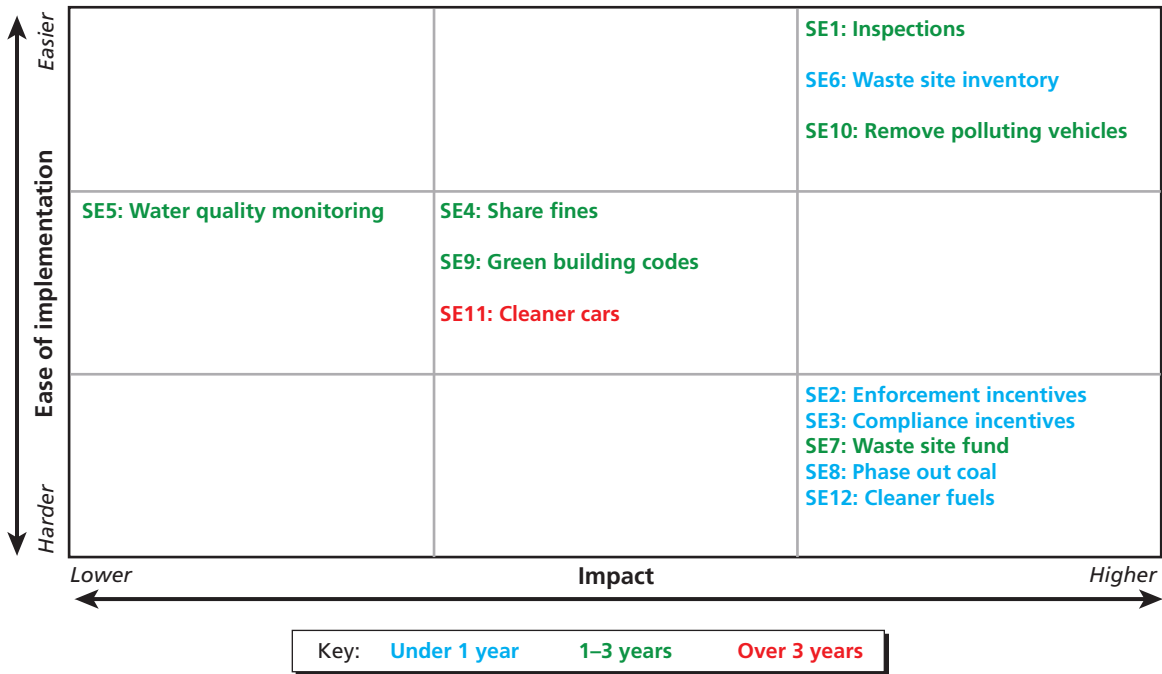 Easier
SE1: Inspections
SE6: Waste site inventory
SE10: Remove polluting vehicles
Ease of implementation
SE5: Water quality monitoring
SE4: Share fines
SE9: Green building codes
SE11: Cleaner cars
SE2: Enforcement incentives
SE3: Compliance incentives
SE7: Waste site fund
SE8: Phase out coal
SE12: Cleaner fuels
Harder
Lower Impact Higher
Key: Under 1 year 1–3 years Over 3 years